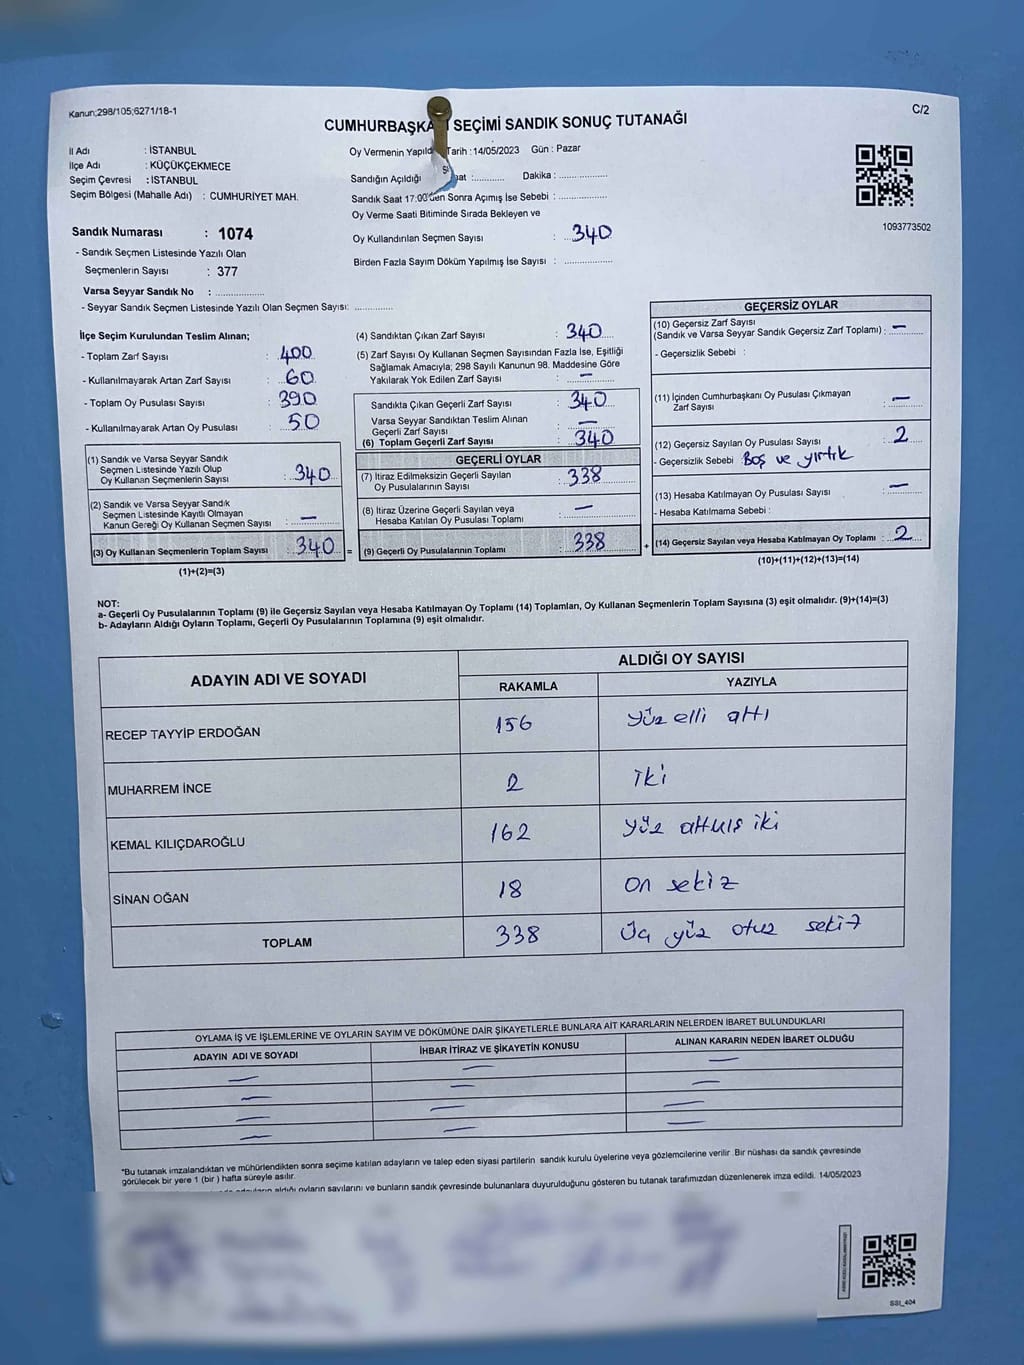 Kanun;298/105;6271/18-1
C/2
CUMHURBAŞKA SEÇİMİ SANDIK SONUÇ TUTANAĞI
İl Adı : İSTANBUL
İlçe Adı : KÜÇÜKÇEKMECE
Seçim Çevresi : İSTANBUL
Seçim Bölgesi (Mahalle Adı) : CUMHURİYET MAH.
Oy Vermenin Yapıld Tarih : 14/05/2023 Gün : Pazar
Sandığın Açıldığı at :.......... Dakika : ...............
Sandık Saat 17:00'den Sonra Açımış İse Sebebi : ...............
Oy Verme Saati Bitiminde Sırada Bekleyen ve
Oy Kullandırılan Seçmen Sayısı : 340
Birden Fazla Sayım Döküm Yapılmış İse Sayısı : ...............
1093773502
Sandık Numarası : 1074
- Sandık Seçmen Listesinde Yazılı Olan
Seçmenlerin Sayısı : 377
Varsa Seyyar Sandık No : ...............
- Seyyar Sandık Seçmen Listesinde Yazılı Olan Seçmen Sayısı: ............
İlçe Seçim Kurulundan Teslim Alınan;
- Toplam Zarf Sayısı : 400
- Kullanılmayarak Artan Zarf Sayısı : 60
- Toplam Oy Pusulası Sayısı : 390
- Kullanılmayarak Artan Oy Pusulası : 50
(1) Sandık ve Varsa Seyyar Sandık
Seçmen Listesinde Yazılı Olup
Oy Kullanan Seçmenlerin Sayısı : 340
(2) Sandık ve Varsa Seyyar Sandık
Seçmen Listesinde Kayıtlı Olmayan
Kanun Gereği Oy Kullanan Seçmen Sayısı : —
(3) Oy Kullanan Seçmenlerin Toplam Sayısı : 340 =
(1)+(2)=(3)
(4) Sandıktan Çıkan Zarf Sayısı : 340
(5) Zarf Sayısı Oy Kullanan Seçmen Sayısından Fazla İse, Eşitliği
Sağlamak Amacıyla; 298 Sayılı Kanunun 98. Maddesine Göre
Yakılarak Yok Edilen Zarf Sayısı : —
Sandıkta Çıkan Geçerli Zarf Sayısı : 340
Varsa Seyyar Sandıktan Teslim Alınan
Geçerli Zarf Sayısı : —
(6) Toplam Geçerli Zarf Sayısı : 340
GEÇERLİ OYLAR
(7) İtiraz Edilmeksizin Geçerli Sayılan
Oy Pusulalarının Sayısı : 338
(8) İtiraz Üzerine Geçerli Sayılan veya
Hesaba Katılan Oy Pusulası Toplamı : —
(9) Geçerli Oy Pusulalarının Toplamı : 338 +
GEÇERSİZ OYLAR
(10) Geçersiz Zarf Sayısı
(Sandık ve Varsa Seyyar Sandık Geçersiz Zarf Toplamı) : —
- Geçersizlik Sebebi :
(11) İçinden Cumhurbaşkanı Oy Pusulası Çıkmayan
Zarf Sayısı : —
(12) Geçersiz Sayılan Oy Pusulası Sayısı : 2
- Geçersizlik Sebebi Boş ve yırtık
(13) Hesaba Katılmayan Oy Pusulası Sayısı : —
- Hesaba Katılmama Sebebi :
(14) Geçersiz Sayılan veya Hesaba Katılmayan Oy Toplamı : 2
(10)+(11)+(12)+(13)=(14)
NOT:
a- Geçerli Oy Pusulalarının Toplamı (9) ile Geçersiz Sayılan veya Hesaba Katılmayan Oy Toplamı (14) Toplamları, Oy Kullanan Seçmenlerin Toplam Sayısına (3) eşit olmalıdır. (9)+(14)=(3)
b- Adayların Aldığı Oyların Toplamı, Geçerli Oy Pusulalarının Toplamına (9) eşit olmalıdır.
ADAYIN ADI VE SOYADI ALDIĞI OY SAYISI
RAKAMLA YAZIYLA
RECEP TAYYİP ERDOĞAN 156 yüz elli altı
MUHARREM İNCE 2 iki
KEMAL KILIÇDAROĞLU 162 yüz altmış iki
SİNAN OĞAN 18 on sekiz
TOPLAM 338 Üç yüz otuz sekiz
OYLAMA İŞ VE İŞLEMLERİNE VE OYLARIN SAYIM VE DÖKÜMÜNE DAİR ŞİKAYETLERLE BUNLARA AİT KARARLARIN NELERDEN İBARET BULUNDUKLARI
ADAYIN ADI VE SOYADI İHBAR İTİRAZ VE ŞİKAYETİN KONUSU ALINAN KARARIN NEDEN İBARET OLDUĞU
— — —
— — —
— — —
— — —
*Bu tutanak imzalandıktan ve mühürlendikten sonra seçime katılan adayların ve talep eden siyasi partilerin sandık kurulu üyelerine veya gözlemcilerine verilir .Bir nüshası da sandık çevresinde
görülecek bir yere 1 (bir ) hafta süreyle asılır.
aldığı oyların sayılarını ve bunların sandık çevresinde bulunanlara duyurulduğunu gösteren bu tutanak tarafımızdan düzenlenerek imza edildi. 14/05/2023
SSI_404